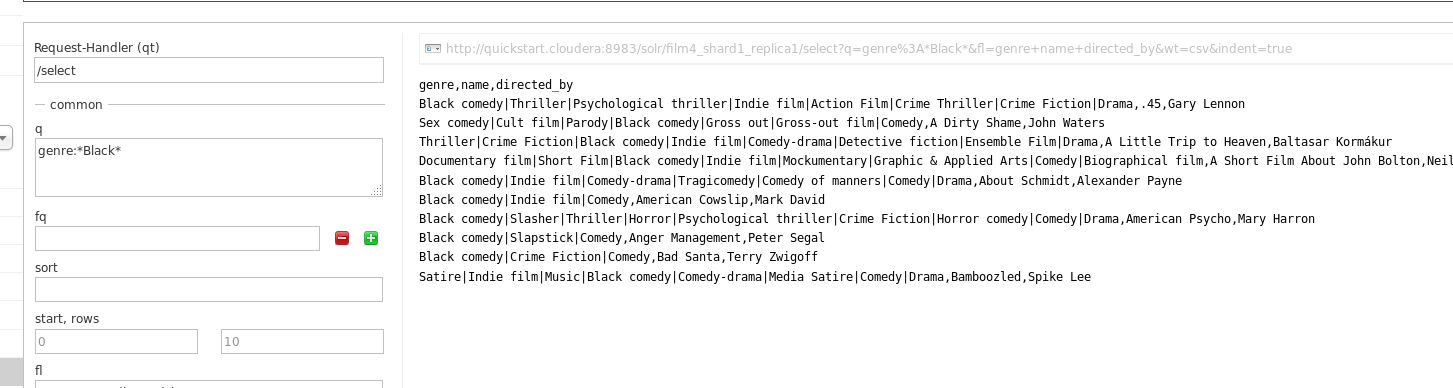 Request-Handler (qt)
/select
common
q
genre:*Black*
fq
sort
start, rows
0
10
fl
http://quickstart.cloudera:8983/solr/film4_shard1_replica1/select?q=genre%3A*Black*&fl=genre+name+directed_by&wt=csv&indent=true
genre,name,directed_by
Black comedy|Thriller|Psychological thriller|Indie film|Action Film|Crime Thriller|Crime Fiction|Drama,.45,Gary Lennon
Sex comedy|Cult film|Parody|Black comedy|Gross out|Gross-out film|Comedy,A Dirty Shame,John Waters
Thriller|Crime Fiction|Black comedy|Indie film|Comedy-drama|Detective fiction|Ensemble Film|Drama,A Little Trip to Heaven,Baltasar Kormákur
Documentary film|Short Film|Black comedy|Indie film|Mockumentary|Graphic & Applied Arts|Comedy|Biographical film,A Short Film About John Bolton,Neil
Black comedy|Indie film|Comedy-drama|Tragicomedy|Comedy of manners|Comedy|Drama,About Schmidt,Alexander Payne
Black comedy|Indie film|Comedy,American Cowslip,Mark David
Black comedy|Slasher|Thriller|Horror|Psychological thriller|Crime Fiction|Horror comedy|Comedy|Drama,American Psycho,Mary Harron
Black comedy|Slapstick|Comedy,Anger Management,Peter Segal
Black comedy|Crime Fiction|Comedy,Bad Santa,Terry Zwigoff
Satire|Indie film|Music|Black comedy|Comedy-drama|Media Satire|Comedy|Drama,Bamboozled,Spike Lee